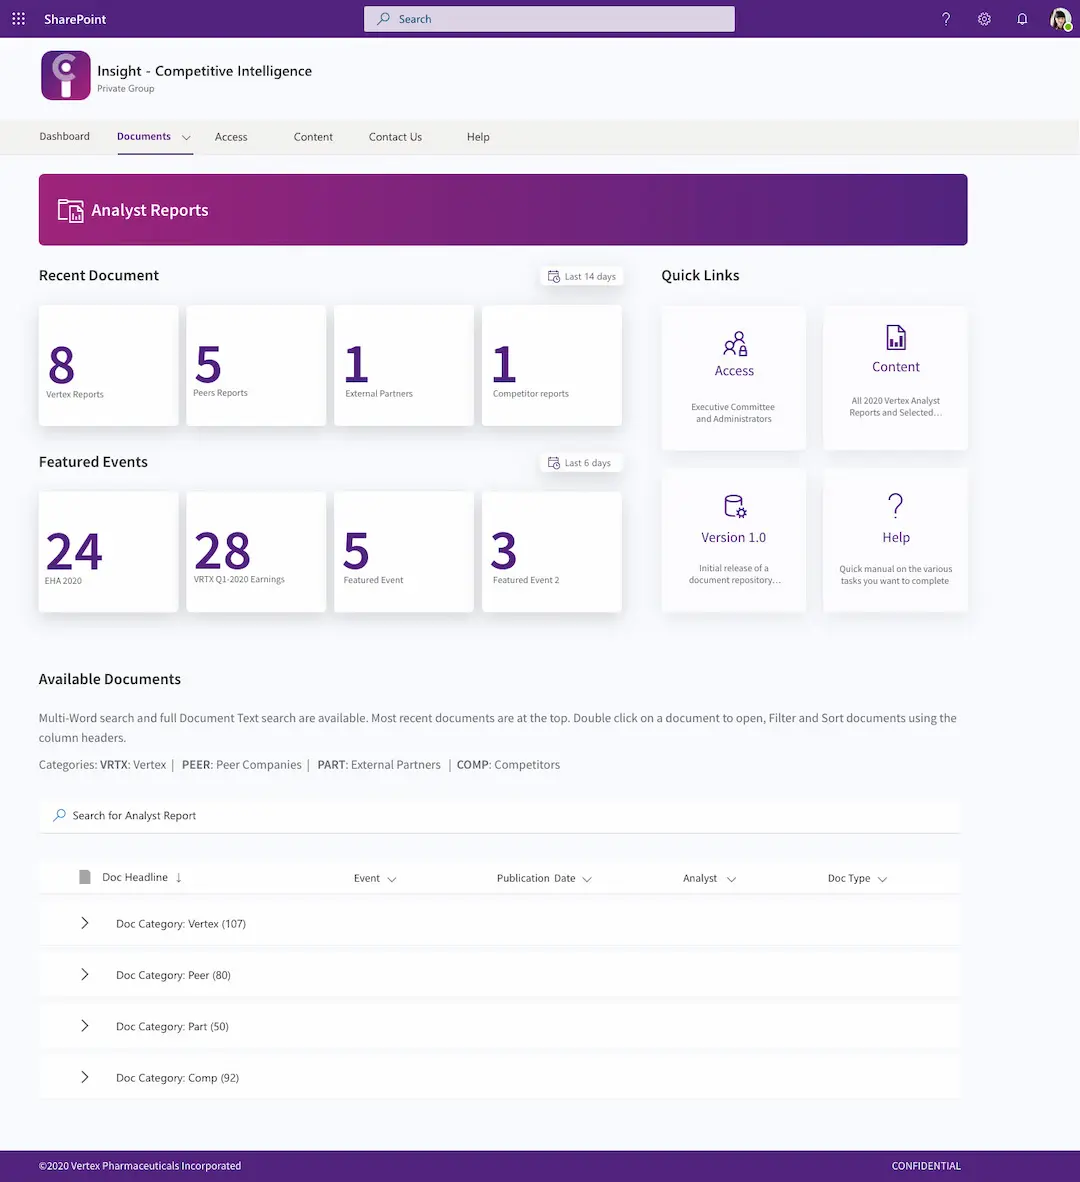 SharePoint
Search
?
Insight - Competitive Intelligence
Private Group
Dashboard
Documents
Access
Content
Contact Us
Help
Analyst Reports
Recent Document
Last 14 days
8
Vertex Reports
5
Peers Reports
1
External Partners
1
Competitor reports
Featured Events
Last 6 days
24
EHA 2020
28
VRTX Q1-2020 Earnings
5
Featured Event
3
Featured Event 2
Quick Links
Access
Executive Committee
and Administrators
Content
All 2020 Vertex Analyst
Reports and Selected...
Version 1.0
Initial release of a
document repository...
?
Help
Quick manual on the various
tasks you want to complete
Available Documents
Multi-Word search and full Document Text search are available. Most recent documents are at the top. Double click on a document to open, Filter and Sort documents using the
column headers.
Categories: VRTX: Vertex | PEER: Peer Companies | PART: External Partners | COMP: Competitors
Search for Analyst Report
Doc Headline ↓
Event
Publication Date
Analyst
Doc Type
Doc Category: Vertex (107)
Doc Category: Peer (80)
Doc Category: Part (50)
Doc Category: Comp (92)
©2020 Vertex Pharmaceuticals Incorporated
CONFIDENTIAL